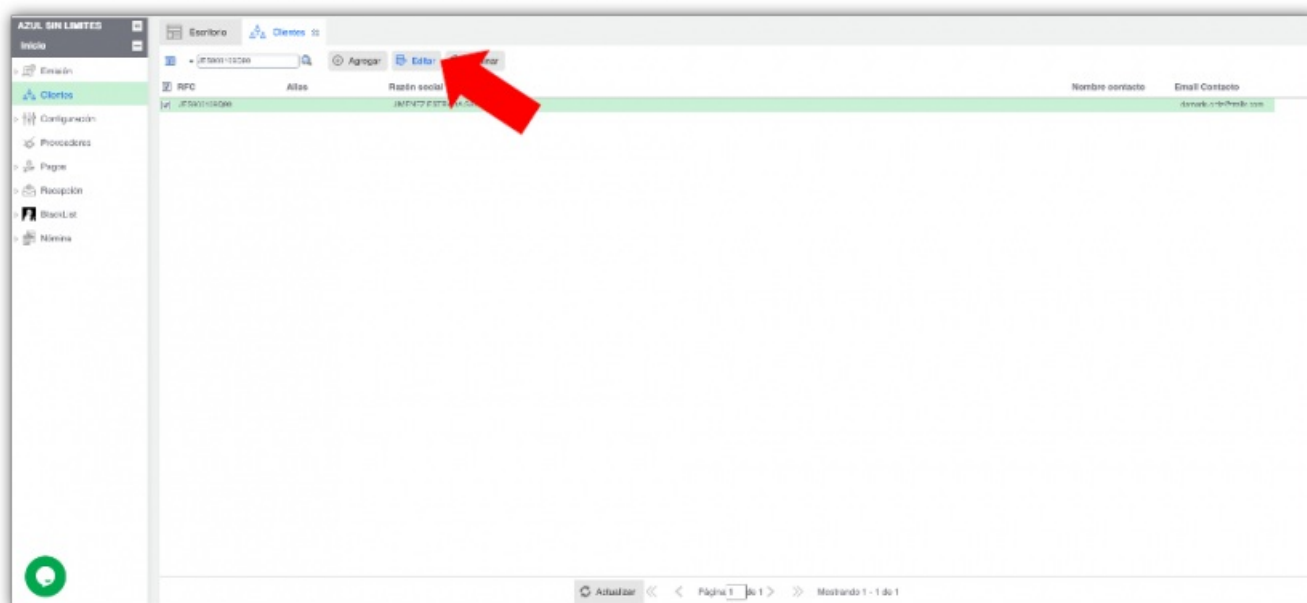 AZUL SIN LIMITES
Inicio
Emisión
Clientes
Configuración
Proveedores
Pagos
Recepción
BlackList
Nómina
Escritorio
Clientes
Agregar Editar
RFC Alias Razón social Nombre contacto Email Contacto
Actualizar Página 1 de 1 Mostrando 1 - 1 de 1